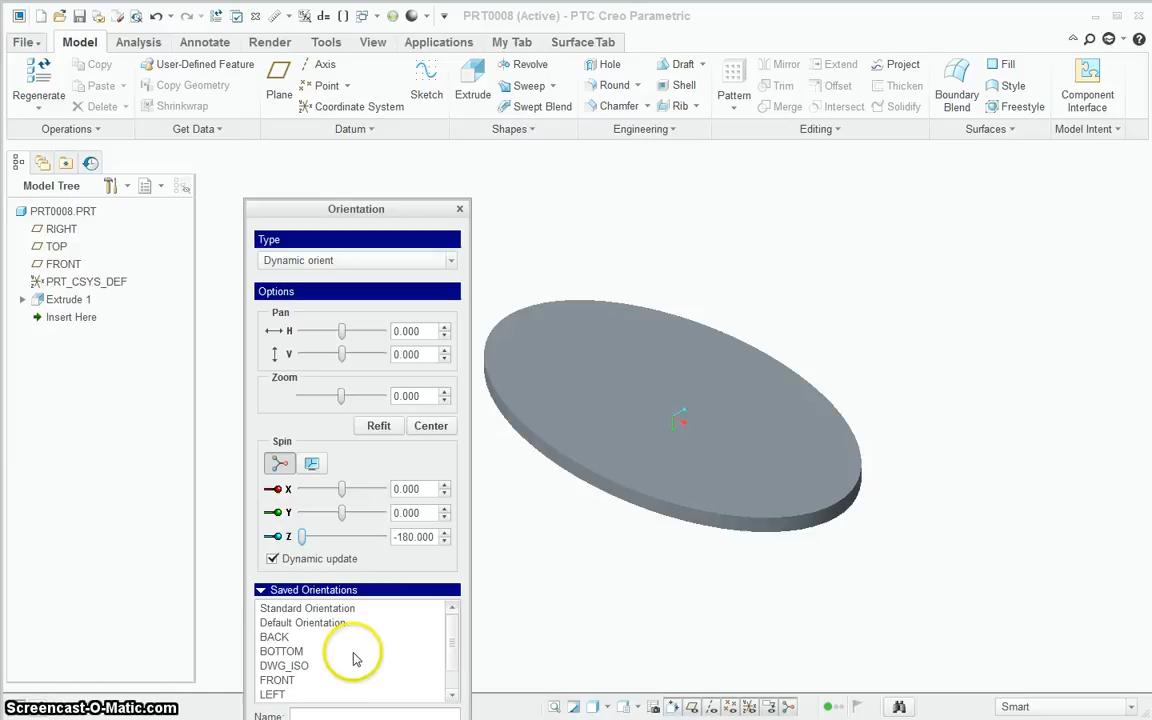 PRT0008 (Active) - PTC Creo Parametric
File Model Analysis Annotate Render Tools View Applications My Tab SurfaceTab
Regenerate
Copy
Paste
Delete
Operations
User-Defined Feature
Copy Geometry
Shrinkwrap
Get Data
Plane
Axis
Point
Coordinate System
Sketch
Datum
Extrude
Revolve
Sweep
Swept Blend
Shapes
Hole
Round
Chamfer
Draft
Shell
Rib
Engineering
Pattern
Mirror
Trim
Merge
Extend
Offset
Intersect
Project
Thicken
Solidify
Editing
Boundary
Blend
Fill
Style
Freestyle
Surfaces
Component
Interface
Model Intent
Model Tree
PRT0008.PRT
RIGHT
TOP
FRONT
PRT_CSYS_DEF
Extrude 1
Insert Here
Orientation
Type
Dynamic orient
Options
Pan
H 0.000
V 0.000
Zoom
0.000
Refit Center
Spin
X 0.000
Y 0.000
Z -180.000
Dynamic update
Saved Orientations
Standard Orientation
Default Orientation
BACK
BOTTOM
DWG_ISO
FRONT
LEFT
Name:
Screencast-O-Matic.com
Smart